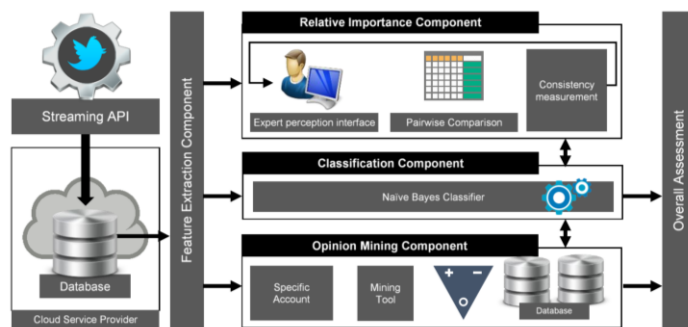 Streaming API
Database
Cloud Service Provider
Feature Extraction Component
Relative Importance Component
Expert perception interface
Pairwise Comparison
Consistency
measurement
Classification Component
Naïve Bayes Classifier
Opinion Mining Component
Specific
Account
Mining
Tool
+ −
O
Database
Overall Assessment